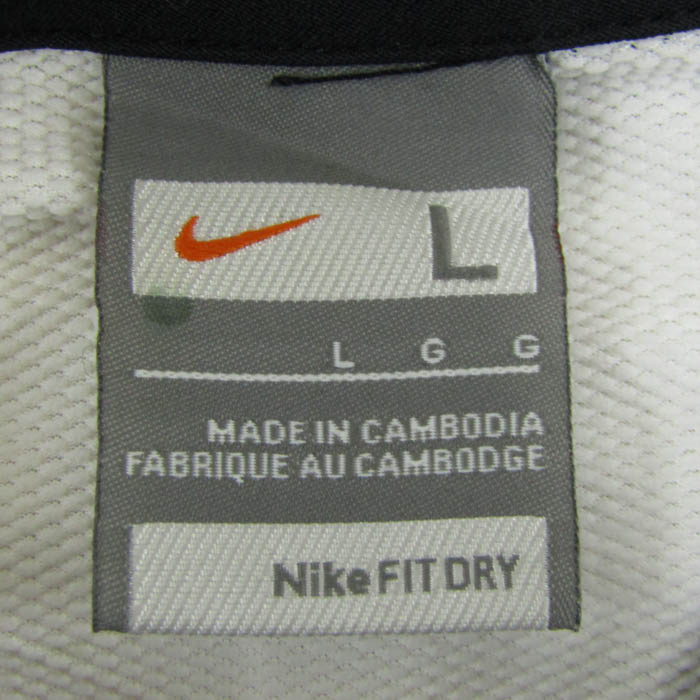 L
L G G
MADE IN CAMBODIA
FABRIQUE AU CAMBODGE
Nike FIT DRY